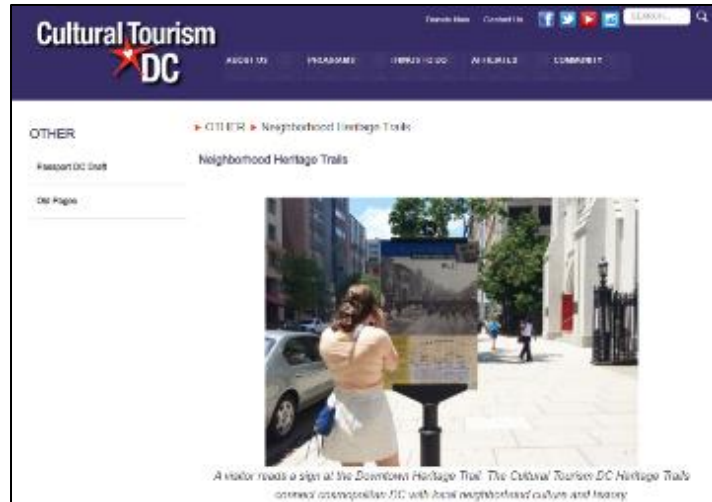 Cultural Tourism
DC
Donate Now Contact Us
SEARCH...
ABOUT US PROGRAMS THINGS TO DO AFFILIATES COMMUNITY
OTHER
Passport DC Draft
Old Pages
OTHER Neighborhood Heritage Trails
Neighborhood Heritage Trails
A visitor reads a sign at the Downtown Heritage Trail. The Cultural Tourism DC Heritage Trails
connect cosmopolitan DC with local neighborhood culture and history.